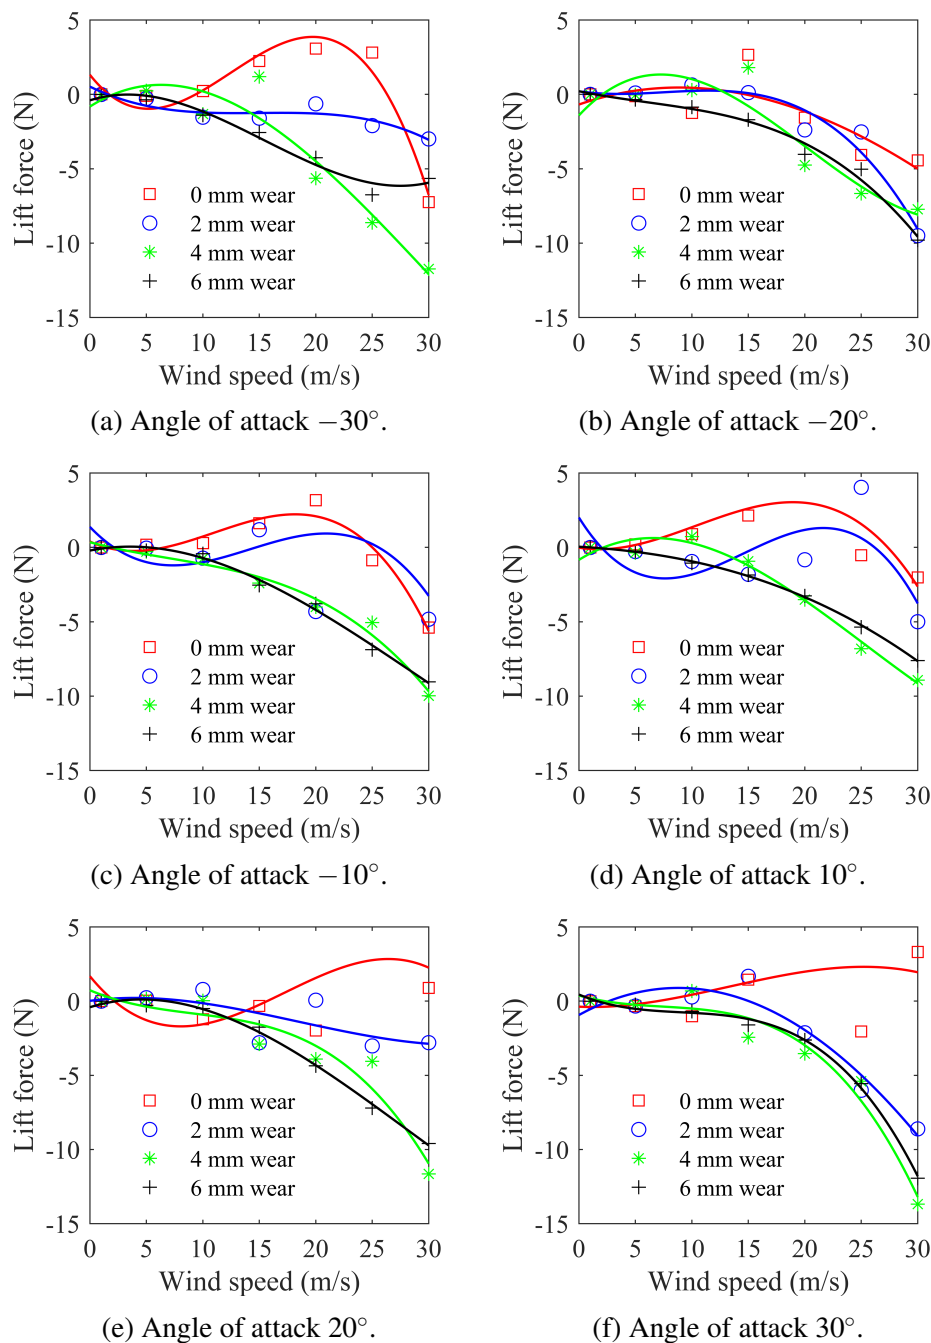 5
0
-5
-10
-15
Lift force (N)
0 mm wear
2 mm wear
4 mm wear
6 mm wear
0 5 10 15 20 25 30
Wind speed (m/s)
(a) Angle of attack −30°.
5
0
-5
-10
-15
Lift force (N)
0 mm wear
2 mm wear
4 mm wear
6 mm wear
0 5 10 15 20 25 30
Wind speed (m/s)
(b) Angle of attack −20°.
5
0
-5
-10
-15
Lift force (N)
0 mm wear
2 mm wear
4 mm wear
6 mm wear
0 5 10 15 20 25 30
Wind speed (m/s)
(c) Angle of attack −10°.
5
0
-5
-10
-15
Lift force (N)
0 mm wear
2 mm wear
4 mm wear
6 mm wear
0 5 10 15 20 25 30
Wind speed (m/s)
(d) Angle of attack 10°.
5
0
-5
-10
-15
Lift force (N)
0 mm wear
2 mm wear
4 mm wear
6 mm wear
0 5 10 15 20 25 30
Wind speed (m/s)
(e) Angle of attack 20°.
5
0
-5
-10
-15
Lift force (N)
0 mm wear
2 mm wear
4 mm wear
6 mm wear
0 5 10 15 20 25 30
Wind speed (m/s)
(f) Angle of attack 30°.